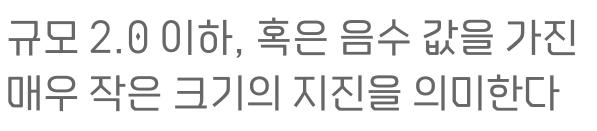 규모 2.0 이하, 혹은 음수 값을 가진
매우 작은 크기의 지진을 의미한다